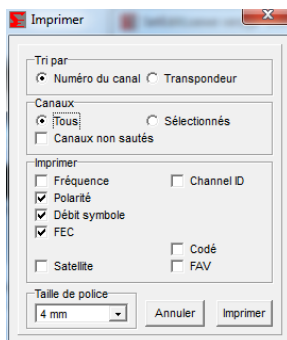 Imprimer
Tri par
Numéro du canal Transpondeur
Canaux
Tous Sélectionnés
Canaux non sautés
Imprimer
Fréquence Channel ID
Polarité
Débit symbole
FEC
Codé
Satellite FAV
Taille de police
4 mm Annuler Imprimer